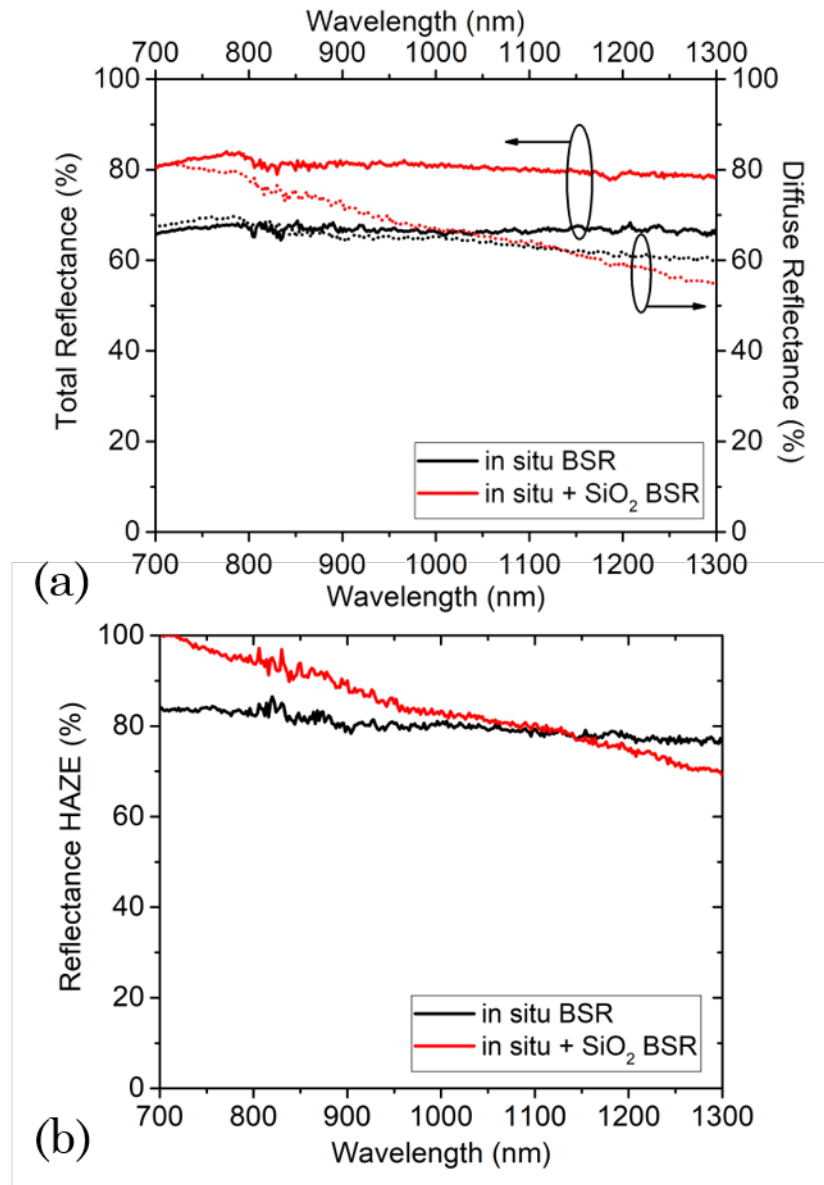 Wavelength (nm)
700 800 900 1000 1100 1200 1300
100 100
80 80
60 60
40 40
20 20
0 0
Total Reflectance (%)
Diffuse Reflectance (%)
in situ BSR
in situ + SiO₂ BSR
700 800 900 1000 1100 1200 1300
(a)
Wavelength (nm)
100
80
60
40
20
0
Reflectance HAZE (%)
in situ BSR
in situ + SiO₂ BSR
700 800 900 1000 1100 1200 1300
(b)
Wavelength (nm)